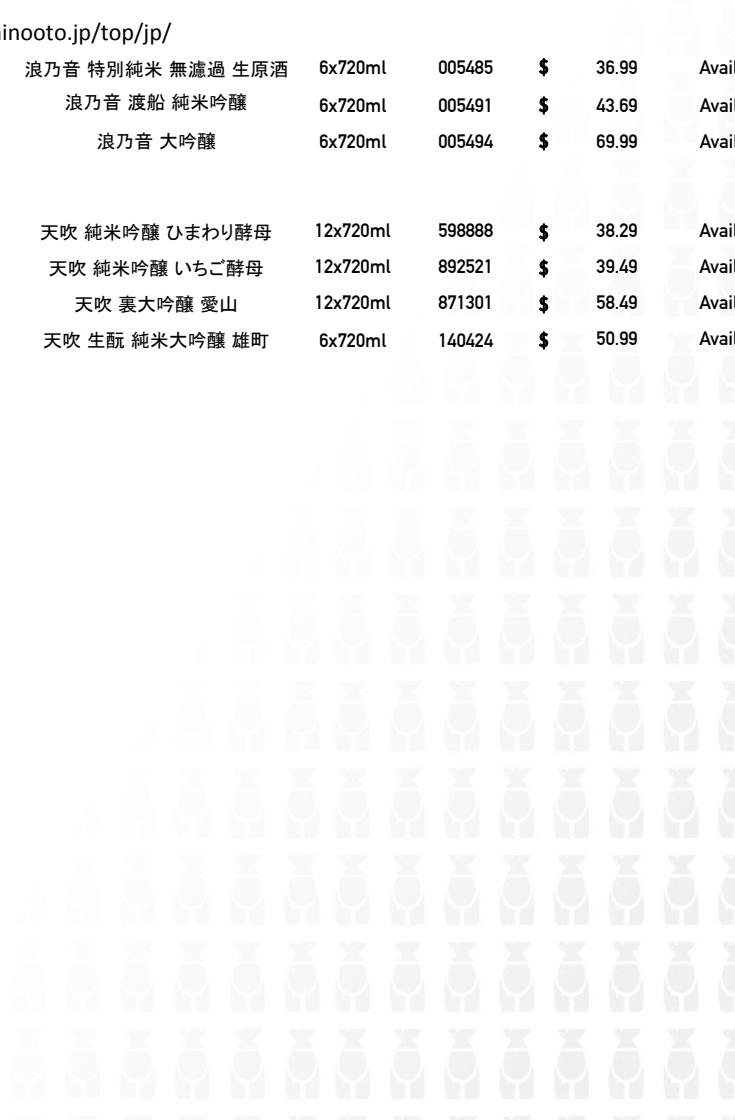 inooto.jp/top/jp/
浪乃音 特別純米 無濾過 生原酒 6x720ml 005485 $ 36.99 Avail
浪乃音 渡船 純米吟醸 6x720ml 005491 $ 43.69 Avail
浪乃音 大吟醸 6x720ml 005494 $ 69.99 Avail
天吹 純米吟醸 ひまわり酵母 12x720ml 598888 $ 38.29 Avail
天吹 純米吟醸 いちご酵母 12x720ml 892521 $ 39.49 Avail
天吹 裏大吟醸 愛山 12x720ml 871301 $ 58.49 Avail
天吹 生酛 純米大吟醸 雄町 6x720ml 140424 $ 50.99 Avail